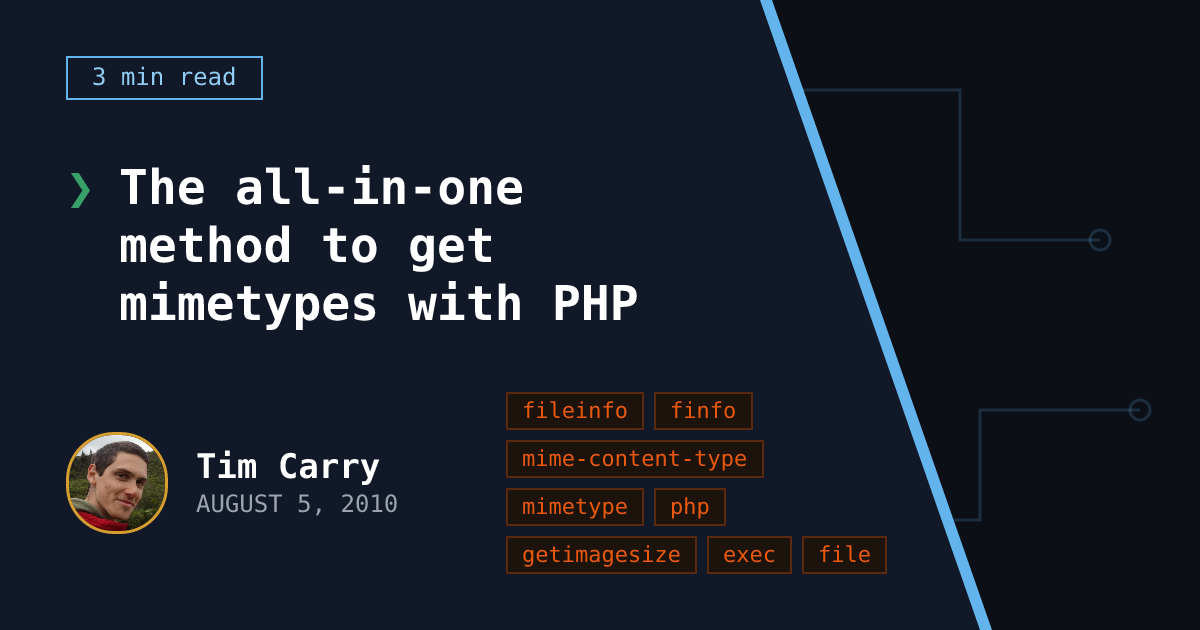 3 min read
❯ The all-in-one
method to get
mimetypes with PHP
Tim Carry
AUGUST 5, 2010
fileinfo finfo
mime-content-type
mimetype php
getimagesize exec file